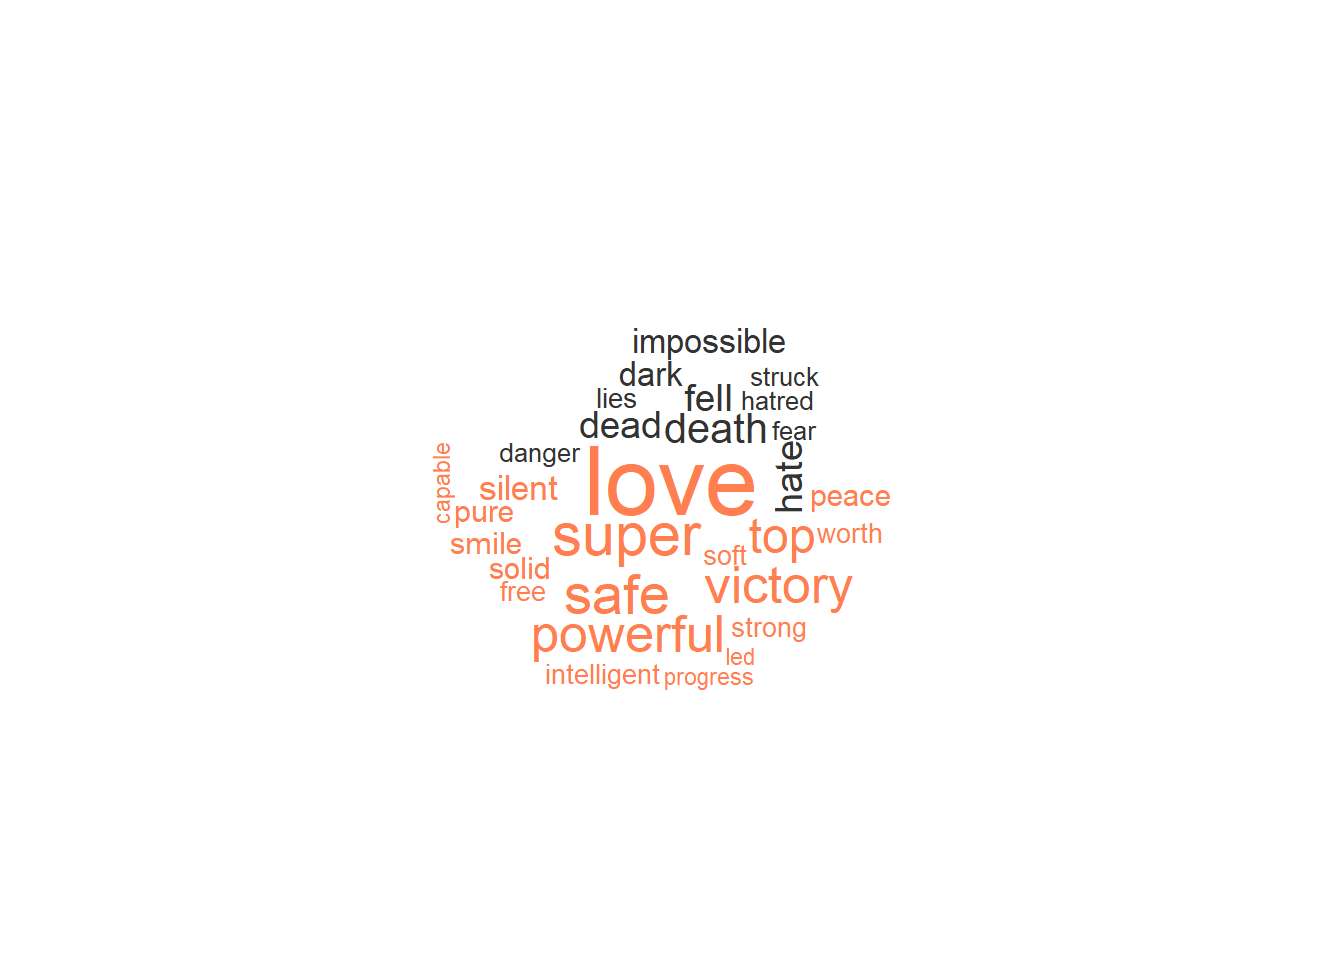 impossible
dark
struck
lies
fell
hatred
dead
death
fear
danger
love
hate
capable
silent
peace
pure
super
top
worth
smile
soft
solid
free
safe
victory
powerful
strong
led
intelligent
progress